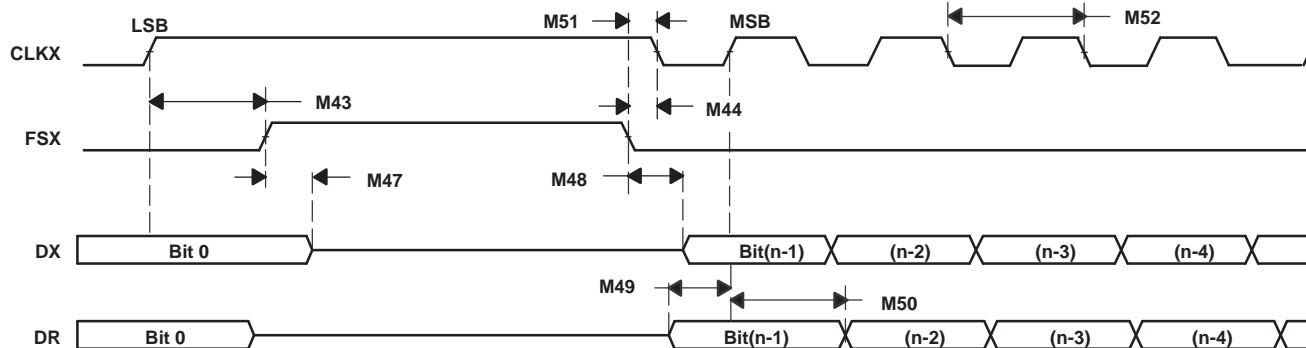 LSB M51 MSB M52
CLKX
M43 M44
FSX
M47 M48
DX Bit 0 Bit(n-1) (n-2) (n-3) (n-4)
M49 M50
DR Bit 0 Bit(n-1) (n-2) (n-3) (n-4)